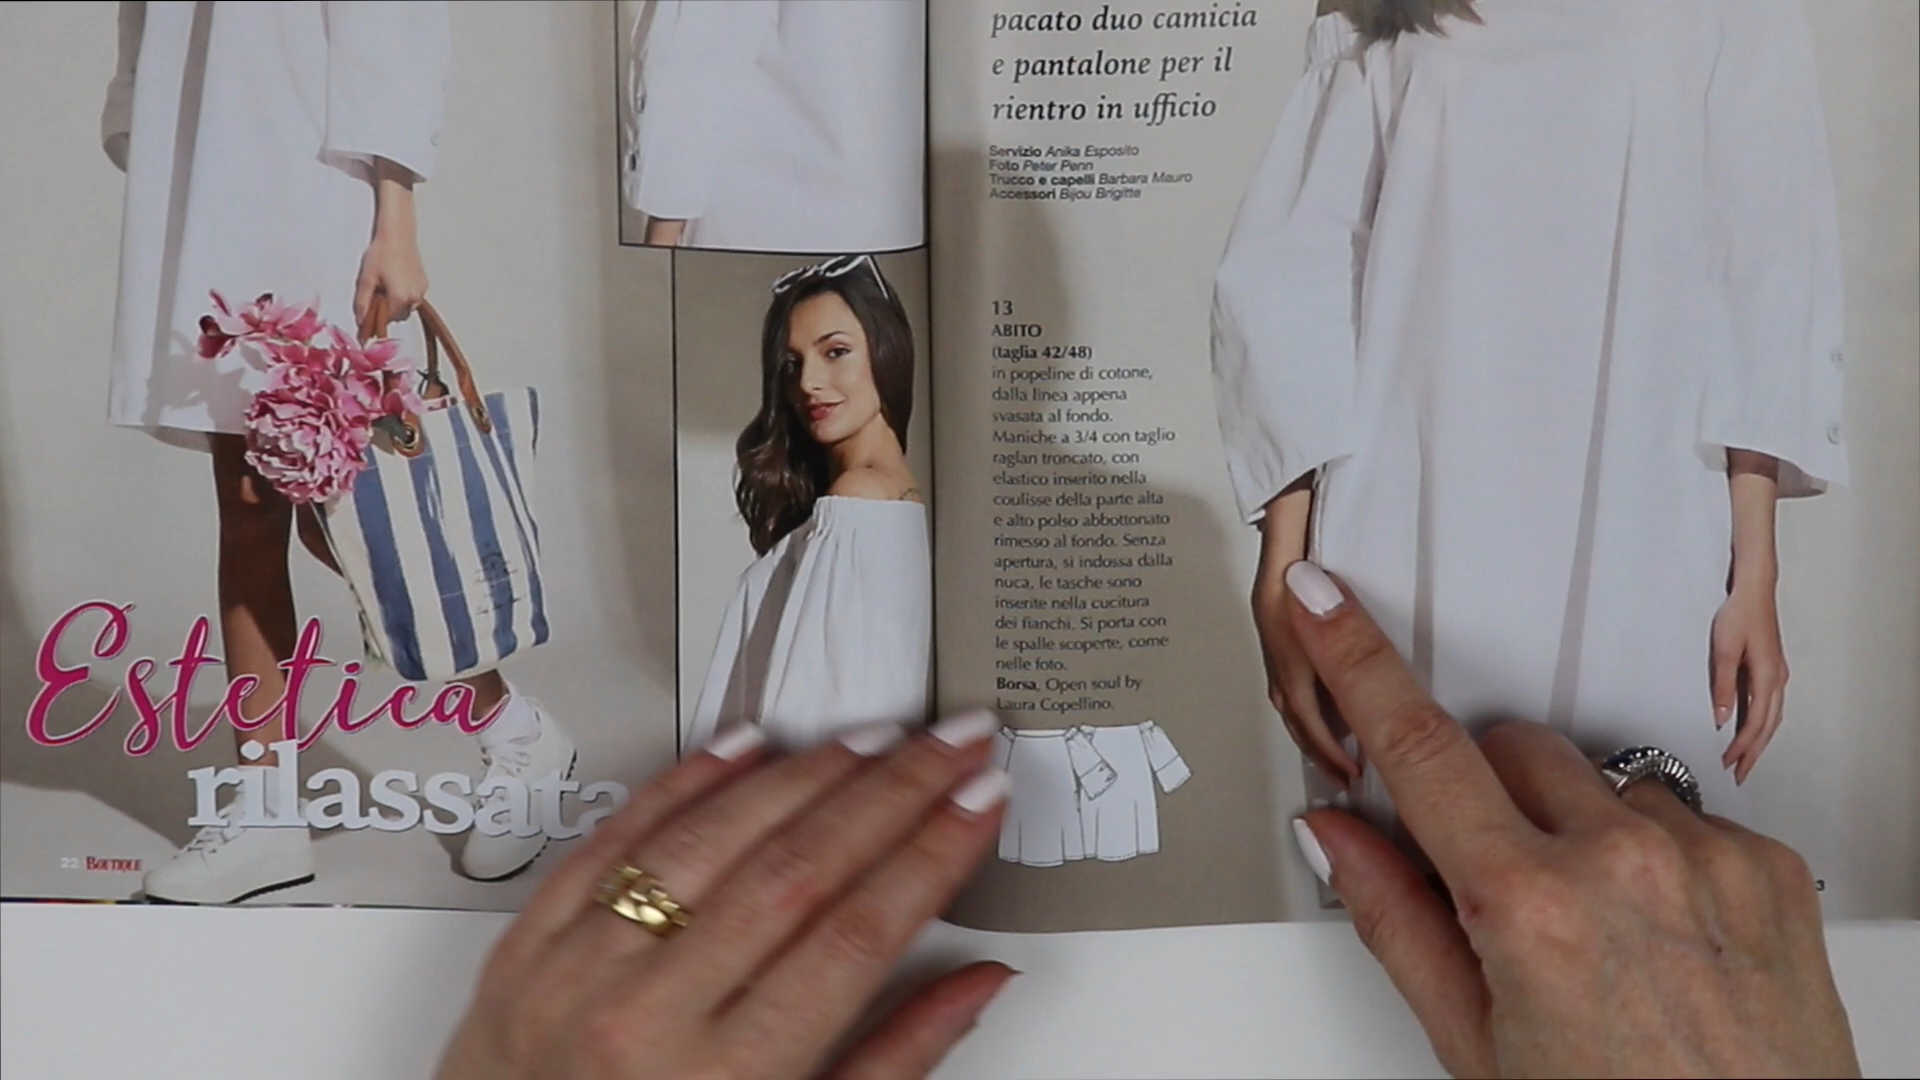 Estetica
rilassata
22 BOUTIQUE
pacato duo camicia
e pantalone per il
rientro in ufficio
Servizio Anika Esposito
Foto Peter Penn
Trucco e capelli Barbara Mauro
Accessori Bijou Brigitte
13
ABITO
(taglia 42/48)
in popeline di cotone,
dalla linea appena
svasata al fondo.
Maniche a 3/4 con taglio
raglan troncato, con
elastico inserito nella
coulisse della parte alta
e alto polso abbottonato
rimesso al fondo. Senza
apertura, si indossa dalla
nuca, le tasche sono
inserite nella cucitura
dei fianchi. Si porta con
le spalle scoperte, come
nelle foto.
Borsa, Open soul by
Laura Copellino.
3